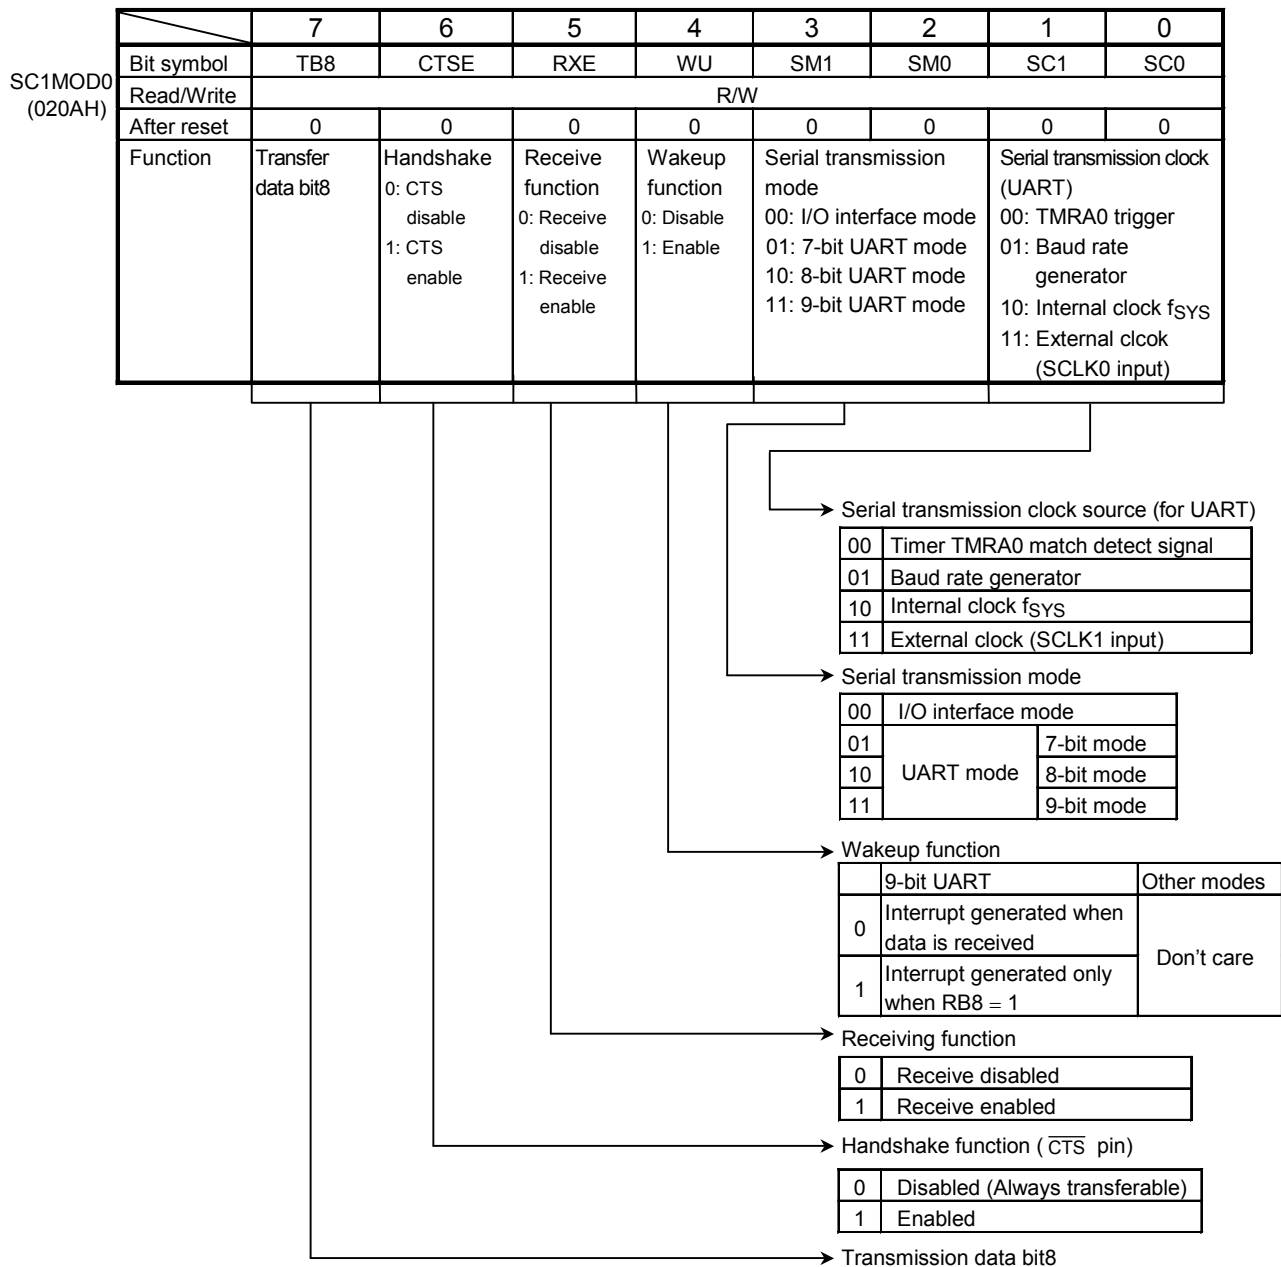 7 6 5 4 3 2 1 0
SC1MOD0
(020AH)
Bit symbol TB8 CTSE RXE WU SM1 SM0 SC1 SC0
Read/Write R/W
After reset 0 0 0 0 0 0 0 0
Function
Transfer
data bit8
Handshake
0: CTS
disable
1: CTS
enable
Receive
function
0: Receive
disable
1: Receive
enable
Wakeup
function
0: Disable
1: Enable
Serial transmission
mode
00: I/O interface mode
01: 7-bit UART mode
10: 8-bit UART mode
11: 9-bit UART mode
Serial transmission clock
(UART)
00: TMRA0 trigger
01: Baud rate
generator
10: Internal clock fSYS
11: External clcok
(SCLK0 input)
Serial transmission clock source (for UART)
00 Timer TMRA0 match detect signal
01 Baud rate generator
10 Internal clock fSYS
11 External clock (SCLK1 input)
Serial transmission mode
00 I/O interface mode
01 7-bit mode
10 UART mode 8-bit mode
11 9-bit mode
Wakeup function
9-bit UART Other modes
0 Interrupt generated when
data is received
Don't care
1 Interrupt generated only
when RB8 = 1
Receiving function
0 Receive disabled
1 Receive enabled
Handshake function ( C̅T̅S̅ pin)
0 Disabled (Always transferable)
1 Enabled
Transmission data bit8